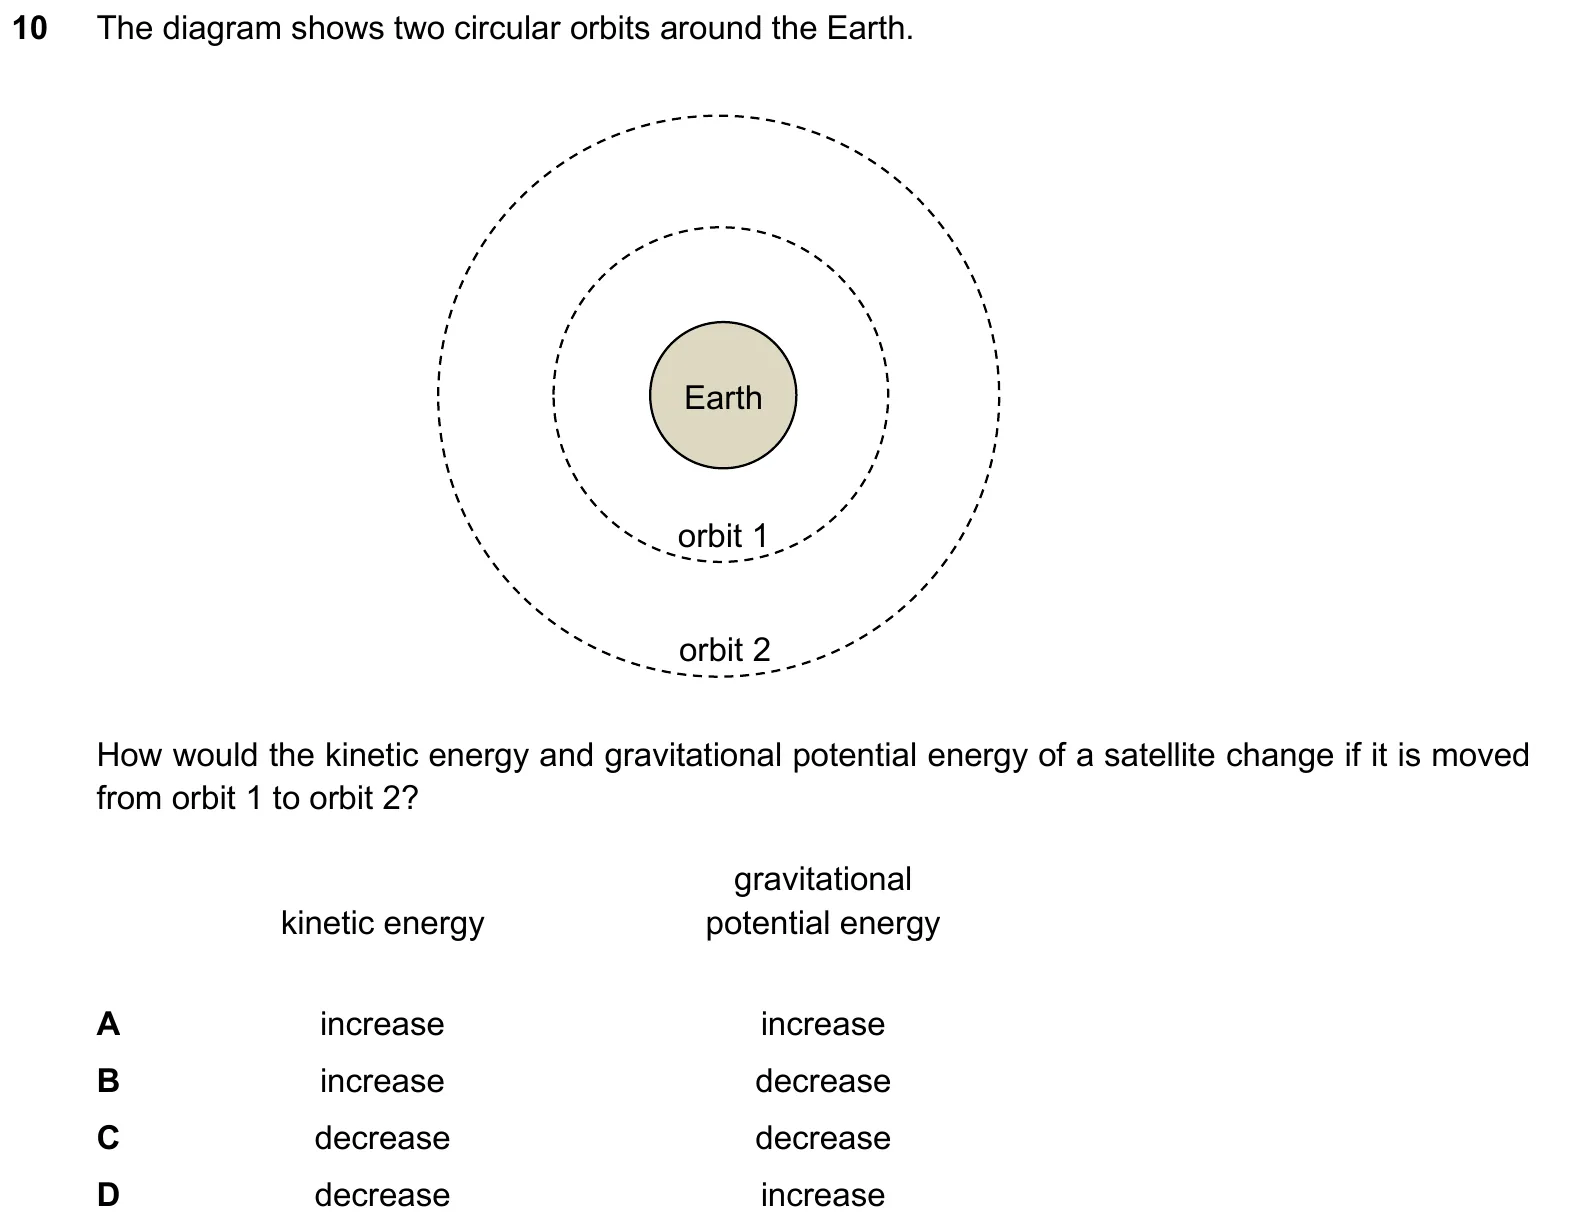 10 The diagram shows two circular orbits around the Earth.
Earth
orbit 1
orbit 2
How would the kinetic energy and gravitational potential energy of a satellite change if it is moved
from orbit 1 to orbit 2?
gravitational
kinetic energy potential energy
A increase increase
B increase decrease
C decrease decrease
D decrease increase